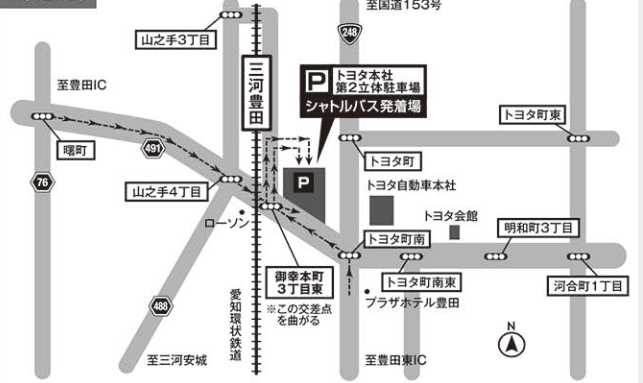 至国道153号
山之手3丁目
248
至豊田IC
三河豊田
P トヨタ本社
第2立体駐車場
シャトルバス発着場
トヨタ町東
曙町
491
トヨタ町
76
山之手4丁目
P
トヨタ自動車本社
ローソン
トヨタ会館
トヨタ町南
明和町3丁目
御幸本町
3丁目東
トヨタ町南東
河合町1丁目
※この交差点
を曲がる
プラザホテル豊田
488
愛知環状鉄道
N
至三河安城
至豊田東IC